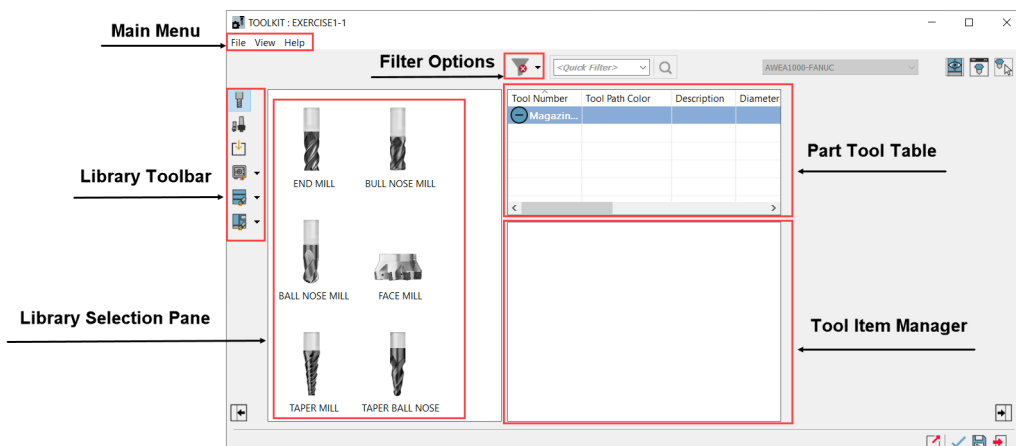 TOOLKIT : EXERCISE1-1
Main Menu
File View Help
Filter Options
<Quick Filter>
AWEA1000-FANUC
Tool Number Tool Path Color Description Diameter
Magazin...
Part Tool Table
Library Toolbar
END MILL BULL NOSE MILL
BALL NOSE MILL FACE MILL
Library Selection Pane
Tool Item Manager
TAPER MILL TAPER BALL NOSE